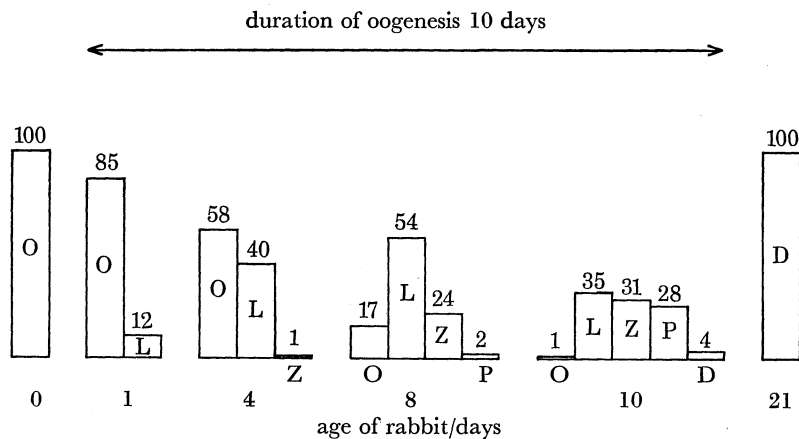 duration of oogenesis 10 days
100
O
85
O
12
L
58
O
40
L
1
Z
17
O
54
L
24
Z
2
P
1
O
35
L
31
Z
28
P
4
D
100
D
0 1 4 8 10 21
age of rabbit/days